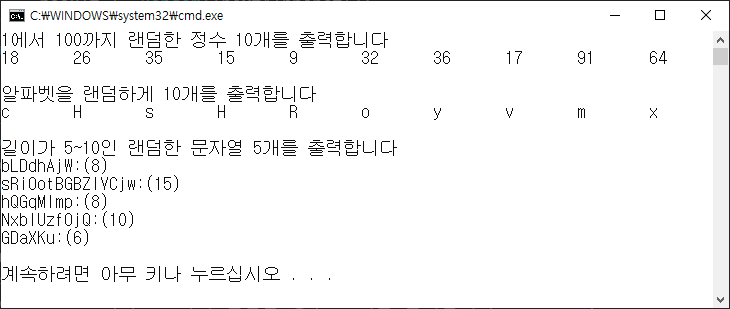 C:\WINDOWS\system32\cmd.exe
1에서 100까지 랜덤한 정수 10개를 출력합니다
18 26 35 15 9 32 36 17 91 64
알파벳을 랜덤하게 10개를 출력합니다
c H s H R o y v m x
길이가 5~10인 랜덤한 문자열 5개를 출력합니다
bLDdhAjW:(8)
sRiOotBGBZlYCjw:(15)
hQGqMlmp:(8)
NxblUzfOjQ:(10)
GDaXKu:(6)
계속하려면 아무 키나 누르십시오 . . .